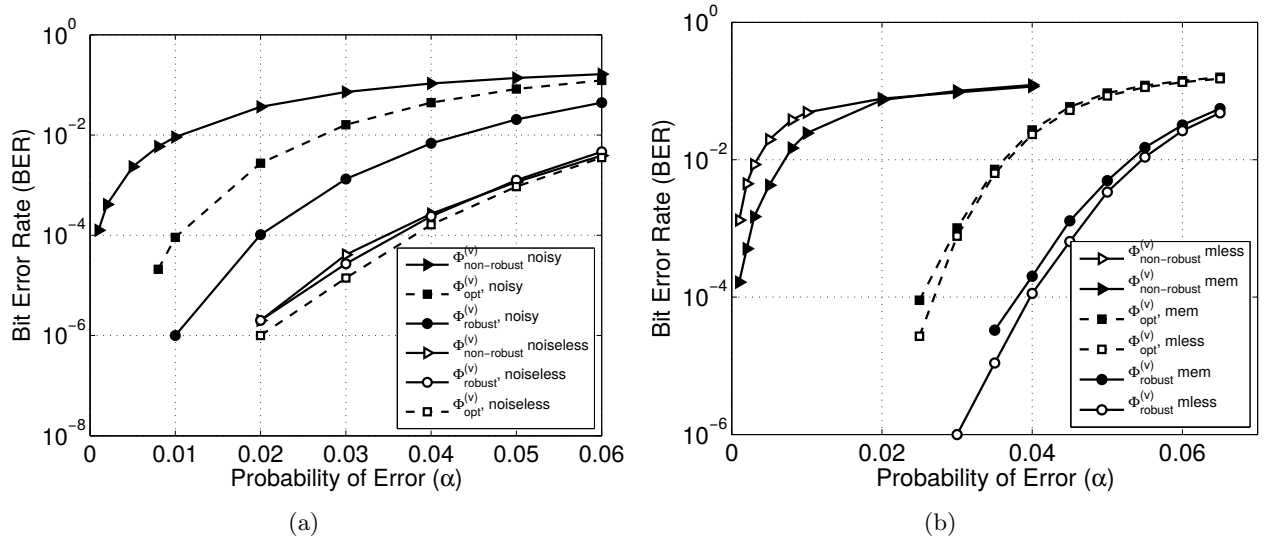 10^0
10^-2
10^-4
10^-6
10^-8
Bit Error Rate (BER)
0 0.01 0.02 0.03 0.04 0.05 0.06
Probability of Error (α)
Φ^(v)_non−robust noisy
Φ^(v)_opt, noisy
Φ^(v)_robust, noisy
Φ^(v)_non−robust noiseless
Φ^(v)_robust, noiseless
Φ^(v)_opt, noiseless
(a)
10^0
10^-2
10^-4
10^-6
Bit Error Rate (BER)
0 0.02 0.04 0.06
Probability of Error (α)
Φ^(v)_non−robust mless
Φ^(v)_non−robust mem
Φ^(v)_opt, mem
Φ^(v)_opt, mless
Φ^(v)_robust mem
Φ^(v)_robust mless
(b)